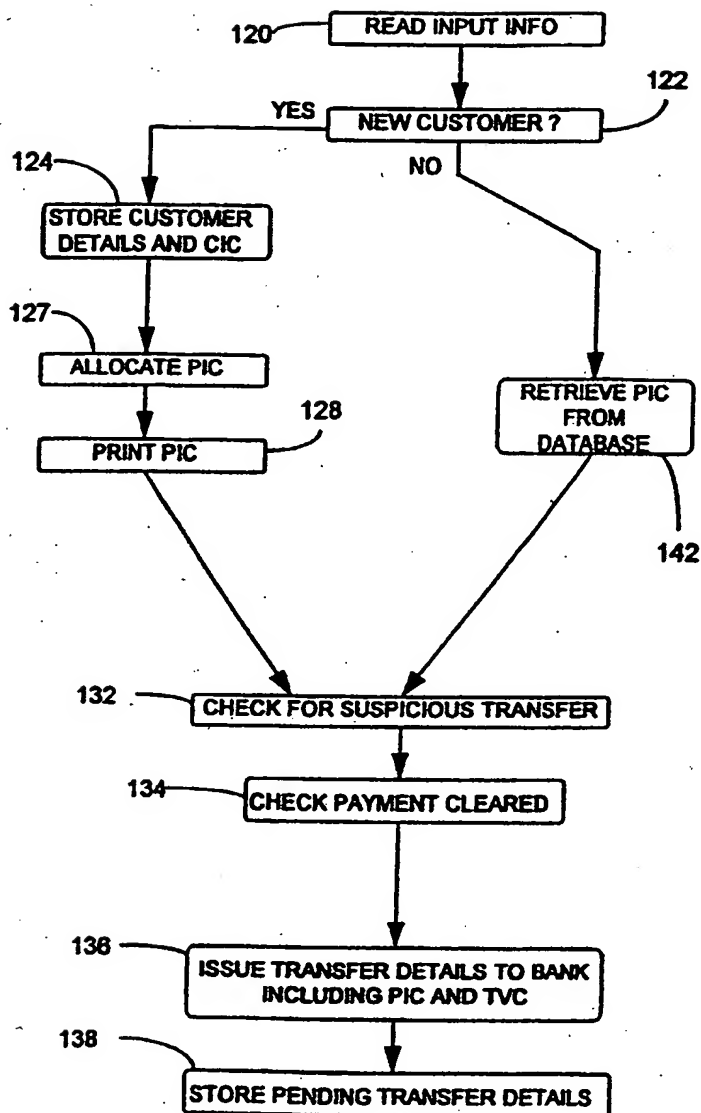 120
READ INPUT INFO
122
YES
NEW CUSTOMER ?
NO
124
STORE CUSTOMER
DETAILS AND CIC
127
ALLOCATE PIC
128
PRINT PIC
RETRIEVE PIC
FROM
DATABASE
142
132
CHECK FOR SUSPICIOUS TRANSFER
134
CHECK PAYMENT CLEARED
136
ISSUE TRANSFER DETAILS TO BANK
INCLUDING PIC AND TVC
138
STORE PENDING TRANSFER DETAILS